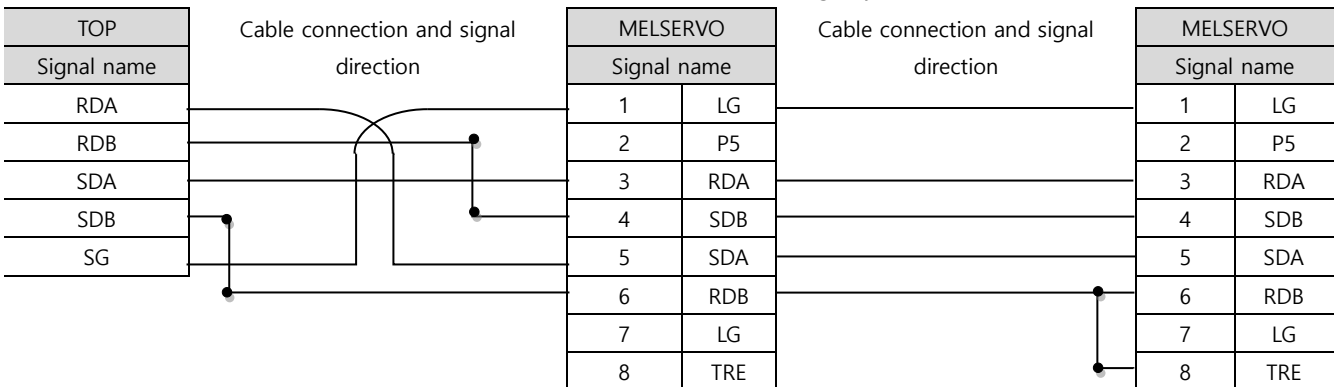 TOP Cable connection and signal MELSERVO Cable connection and signal MELSERVO
Signal name direction Signal name direction Signal name
RDA 1 LG 1 LG
RDB 2 P5 2 P5
SDA 3 RDA 3 RDA
SDB 4 SDB 4 SDB
SG 5 SDA 5 SDA
6 RDB 6 RDB
7 LG 7 LG
8 TRE 8 TRE